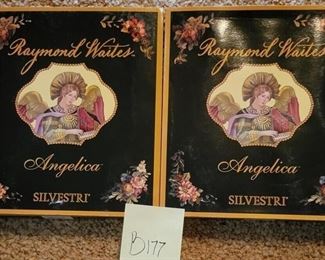 Raymond Waites
Angelica
SILVESTRI
Raymond Waites
Angelica
SILVESTRI
B177